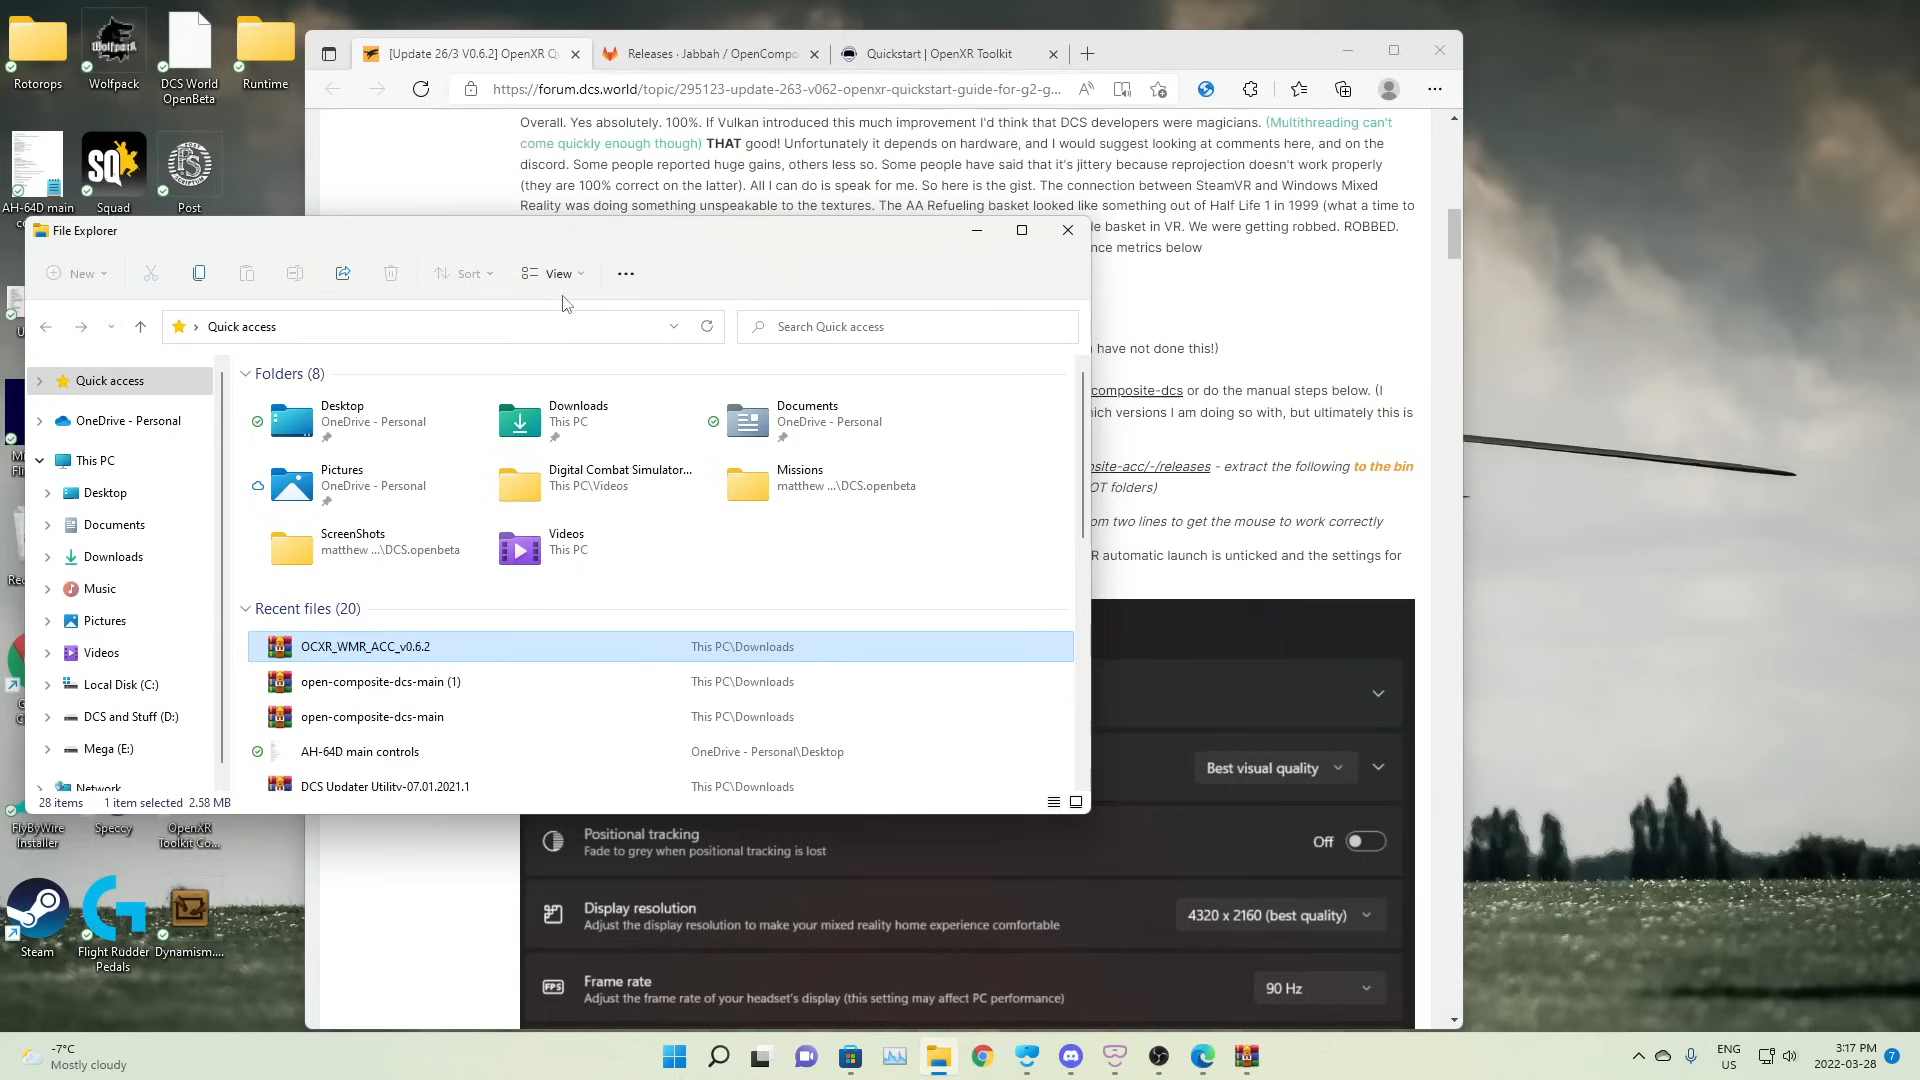 Rotorops
Wolfpack
DCS World
OpenBeta
Runtime
AH-64D main
Squad
Post
[Update 26/3 V0.6.2] OpenXR Q
Releases · Jabbah / OpenCompo
Quickstart | OpenXR Toolkit
https://forum.dcs.world/topic/295123-update-263-v062-openxr-quickstart-guide-for-g2-g...
Overall. Yes absolutely. 100%. If Vulkan introduced this much improvement I'd think that DCS developers were magicians. (Multithreading can't
come quickly enough though) THAT good! Unfortunately it depends on hardware, and I would suggest looking at comments here, and on the
discord. Some people reported huge gains, others less so. Some people have said that it's jittery because reprojection doesn't work properly
(they are 100% correct on the latter). All I can do is speak for me. So here is the gist. The connection between SteamVR and Windows Mixed
Reality was doing something unspeakable to the textures. The AA Refueling basket looked like something out of Half Life 1 in 1999 (what a time to
le basket in VR. We were getting robbed. ROBBED.
nce metrics below
have not done this!)
composite-dcs or do the manual steps below. (I
ich versions I am doing so with, but ultimately this is
osite-acc/-/releases - extract the following to the bin
OT folders)
om two lines to get the mouse to work correctly
R automatic launch is unticked and the settings for
File Explorer
New
Sort
View
Quick access
Search Quick access
Quick access
OneDrive - Personal
This PC
Desktop
Documents
Downloads
Music
Pictures
Videos
Local Disk (C:)
DCS and Stuff (D:)
Mega (E:)
Network
Folders (8)
Desktop
OneDrive - Personal
Downloads
This PC
Documents
OneDrive - Personal
Pictures
OneDrive - Personal
Digital Combat Simulator...
This PC\Videos
Missions
matthew ...\DCS.openbeta
ScreenShots
matthew ...\DCS.openbeta
Videos
This PC
Recent files (20)
OCXR_WMR_ACC_v0.6.2 This PC\Downloads
open-composite-dcs-main (1) This PC\Downloads
open-composite-dcs-main This PC\Downloads
AH-64D main controls OneDrive - Personal\Desktop
DCS Updater Utility-07.01.2021.1 This PC\Downloads
28 items 1 item selected 2.58 MB
Best visual quality
Positional tracking
Fade to grey when positional tracking is lost
Off
Display resolution
Adjust the display resolution to make your mixed reality home experience comfortable
4320 x 2160 (best quality)
FPS
Frame rate
Adjust the frame rate of your headset's display (this setting may affect PC performance)
90 Hz
FlyByWire
Installer
Speccy
OpenXR
Toolkit Co...
Steam
Flight Rudder
Pedals
Dynamism....
-7°C
Mostly cloudy
ENG
US
3:17 PM
2022-03-28
7